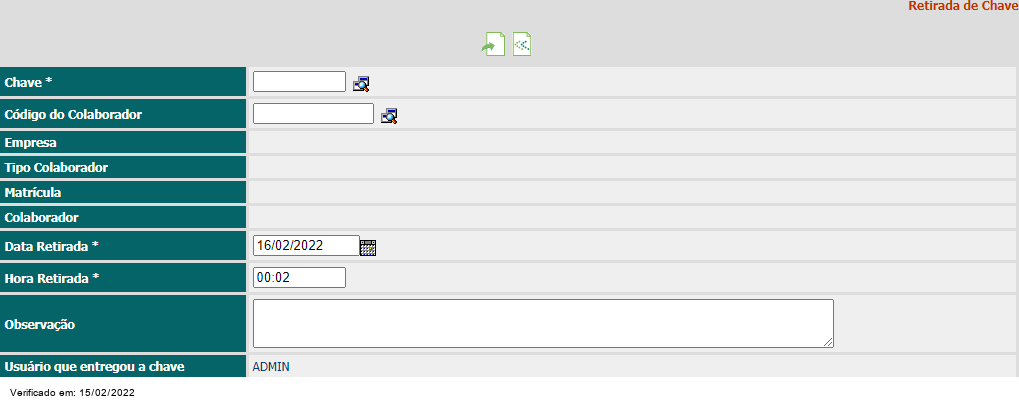 Retirada de Chave
Chave *
Código do Colaborador
Empresa
Tipo Colaborador
Matrícula
Colaborador
Data Retirada * 16/02/2022
Hora Retirada * 00:02
Observação
Usuário que entregou a chave ADMIN
Verificado em: 15/02/2022